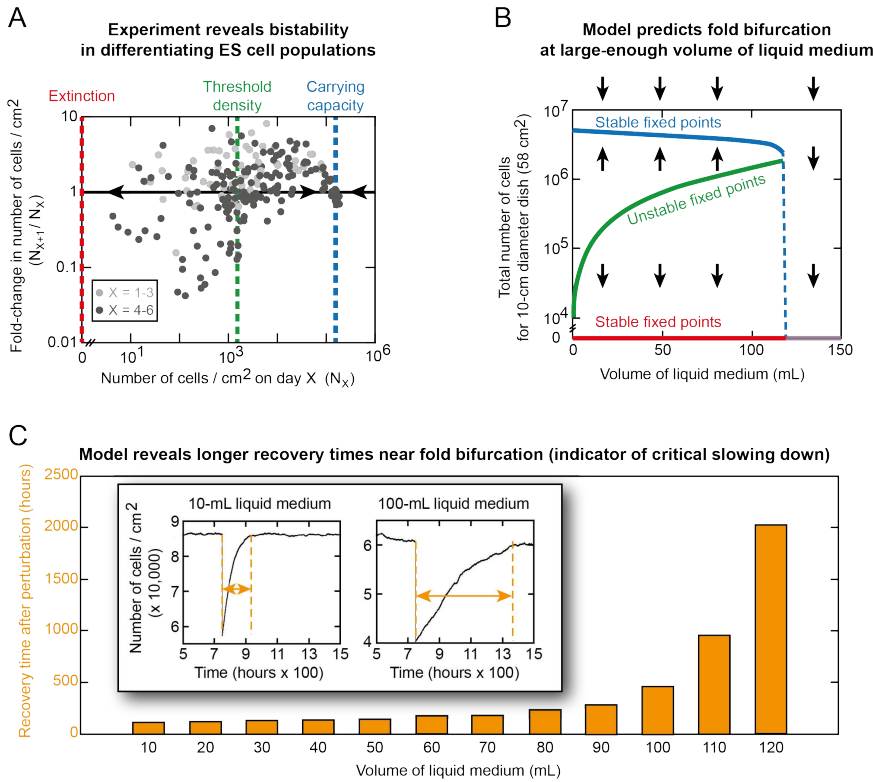 A
Experiment reveals bistability
in differentiating ES cell populations
Extinction
Threshold
density
Carrying
capacity
Fold-change in number of cells / cm2
(NX+1 / NX)
10
1
0.1
0.01
X = 1-3
X = 4-6
0 10^1 10^3 10^6
Number of cells / cm2 on day X (NX)
B
Model predicts fold bifurcation
at large-enough volume of liquid medium
Total number of cells
for 10-cm diameter dish (58 cm2)
10^7
10^6
10^5
10^4
0
Stable fixed points
Unstable fixed points
Stable fixed points
0 50 100 150
Volume of liquid medium (mL)
C
Model reveals longer recovery times near fold bifurcation (indicator of critical slowing down)
Recovery time after perturbation (hours)
2500
2000
1500
1000
500
0
10-mL liquid medium
Number of cells / cm2
(x 10,000)
9
8
7
6
5 7 9 11 13 15
Time (hours x 100)
100-mL liquid medium
6
5
4
5 7 9 11 13 15
Time (hours x 100)
10 20 30 40 50 60 70 80 90 100 110 120
Volume of liquid medium (mL)